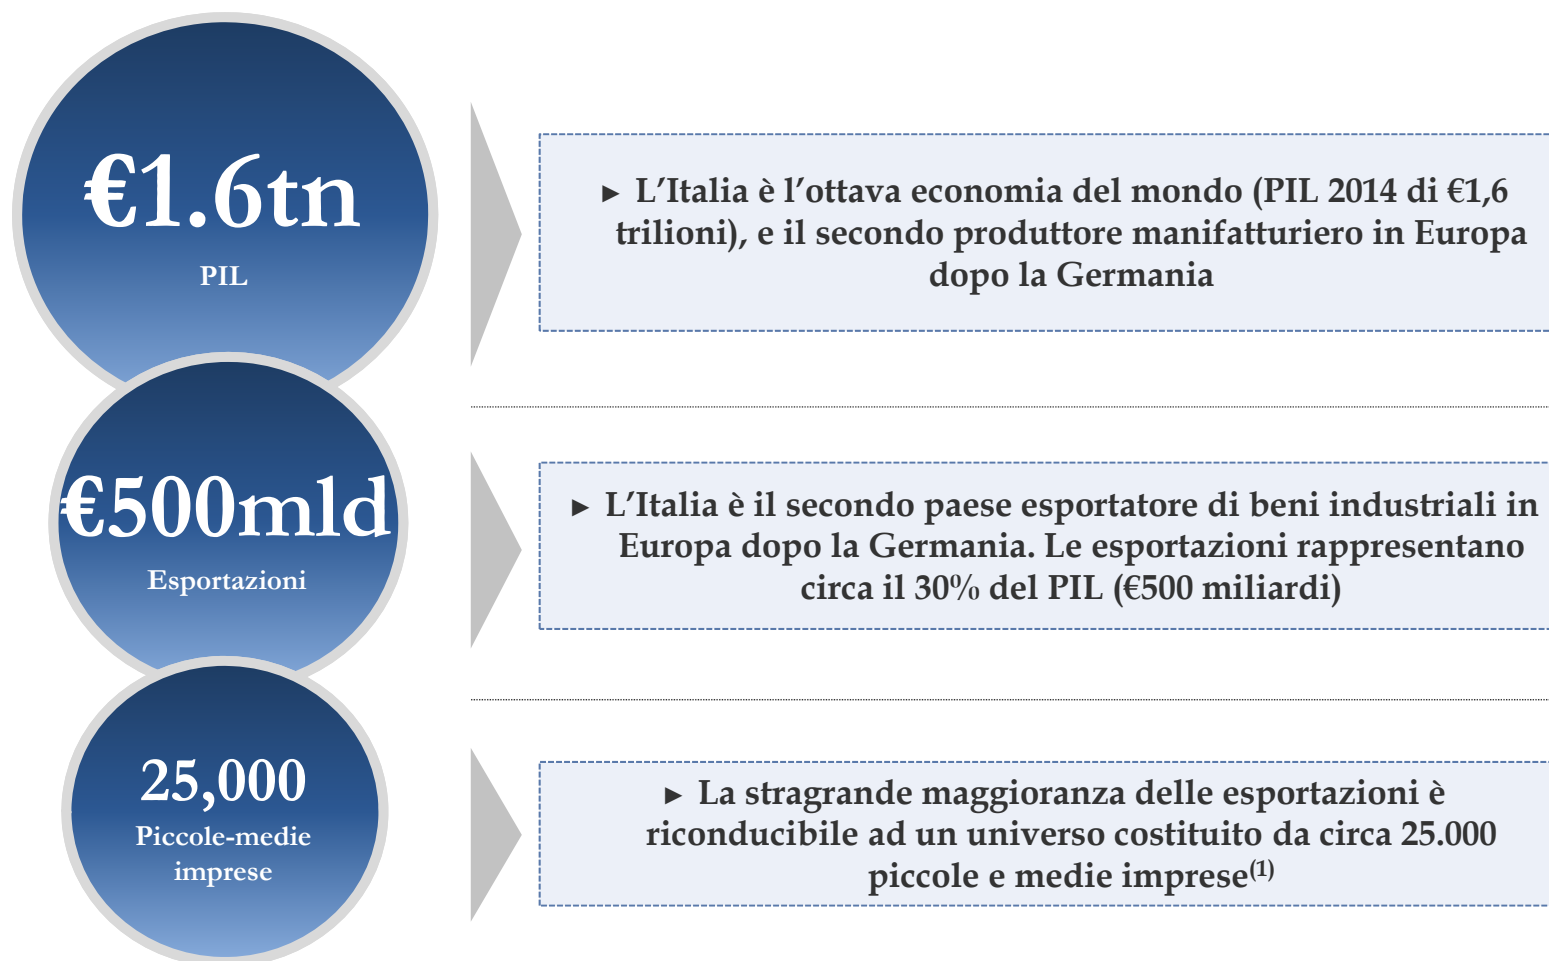 €1.6tn
PIL
► L’Italia è l’ottava economia del mondo (PIL 2014 di €1,6
trilioni), e il secondo produttore manifatturiero in Europa
dopo la Germania
€500mld
Esportazioni
► L’Italia è il secondo paese esportatore di beni industriali in
Europa dopo la Germania. Le esportazioni rappresentano
circa il 30% del PIL (€500 miliardi)
25,000
Piccole-medie
imprese
► La stragrande maggioranza delle esportazioni è
riconducibile ad un universo costituito da circa 25.000
piccole e medie imprese(1)